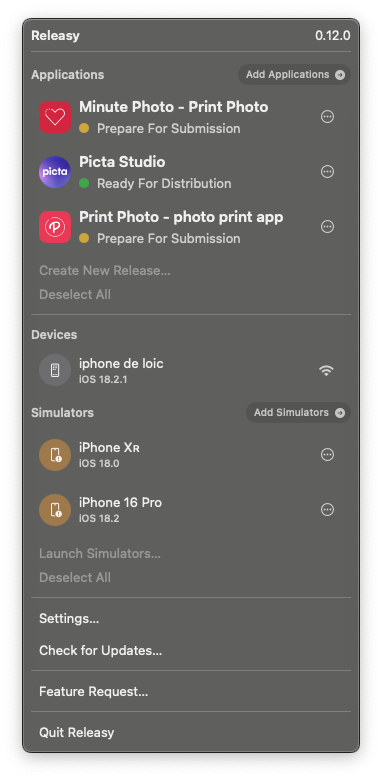 Releasy 0.12.0
Applications Add Applications
Minute Photo - Print Photo
Prepare For Submission
picta
Picta Studio
Ready For Distribution
Print Photo - photo print app
Prepare For Submission
Create New Release...
Deselect All
Devices
iphone de loic
iOS 18.2.1
Simulators Add Simulators
iPhone Xʀ
iOS 18.0
iPhone 16 Pro
iOS 18.2
Launch Simulators...
Deselect All
Settings...
Check for Updates...
Feature Request...
Quit Releasy